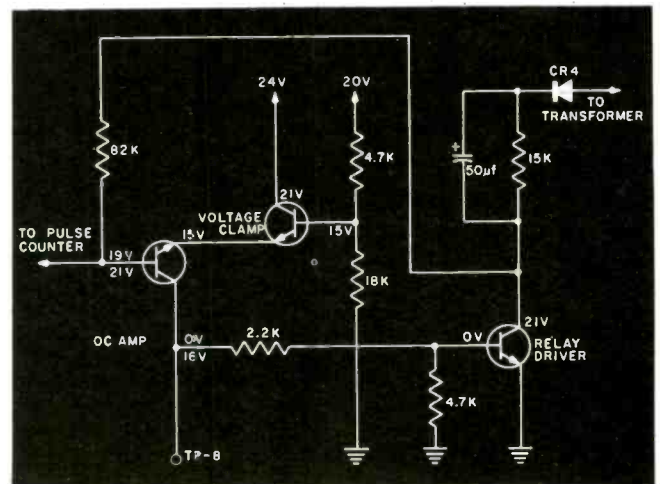 CR4
TO
TRANSFORMER
24V
20V
82K
4.7K
50µf
15K
21V
VOLTAGE
CLAMP
15V
15V
TO PULSE
COUNTER
19V
21V
18K
21V
OC AMP
0V
16V
2.2K
0V
RELAY
DRIVER
4.7K
TP-8